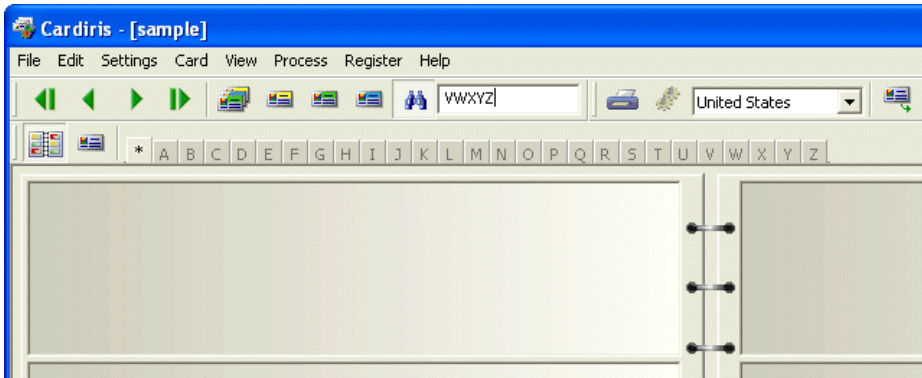 Cardiris - [sample]
File Edit Settings Card View Process Register Help
VWXYZ United States
* A B C D E F G H I J K L M N O P Q R S T U V W X Y Z